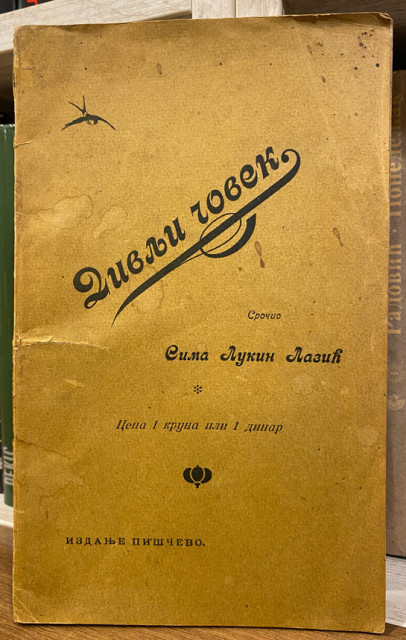 Дивљи човек
Срочио
Сима Лукин Лазић
*
Цена 1 круна или 1 динар
ИЗДАЊЕ ПИШЧЕВО.